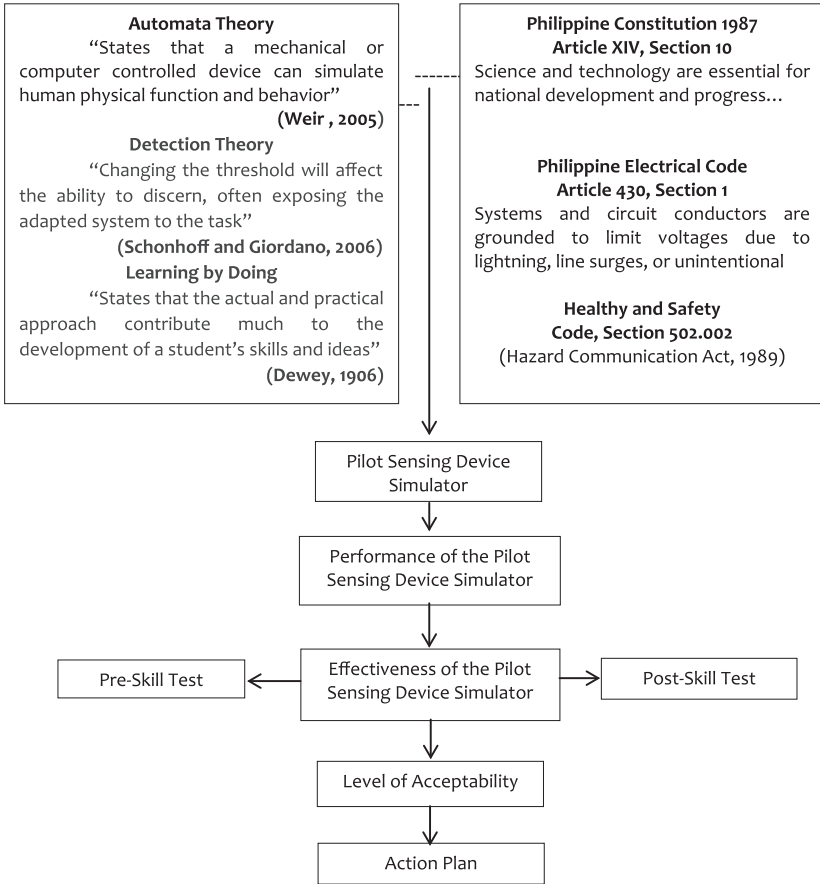 Automata Theory
“States that a mechanical or
computer controlled device can simulate
human physical function and behavior”
(Weir , 2005)
Detection Theory
“Changing the threshold will affect
the ability to discern, often exposing the
adapted system to the task”
(Schonhoff and Giordano, 2006)
Learning by Doing
“States that the actual and practical
approach contribute much to the
development of a student’s skills and ideas”
(Dewey, 1906)
Philippine Constitution 1987
Article XIV, Section 10
Science and technology are essential for
national development and progress…
Philippine Electrical Code
Article 430, Section 1
Systems and circuit conductors are
grounded to limit voltages due to
lightning, line surges, or unintentional
Healthy and Safety
Code, Section 502.002
(Hazard Communication Act, 1989)
Pilot Sensing Device
Simulator
Performance of the Pilot
Sensing Device Simulator
Pre-Skill Test
Effectiveness of the Pilot
Sensing Device Simulator
Post-Skill Test
Level of Acceptability
Action Plan